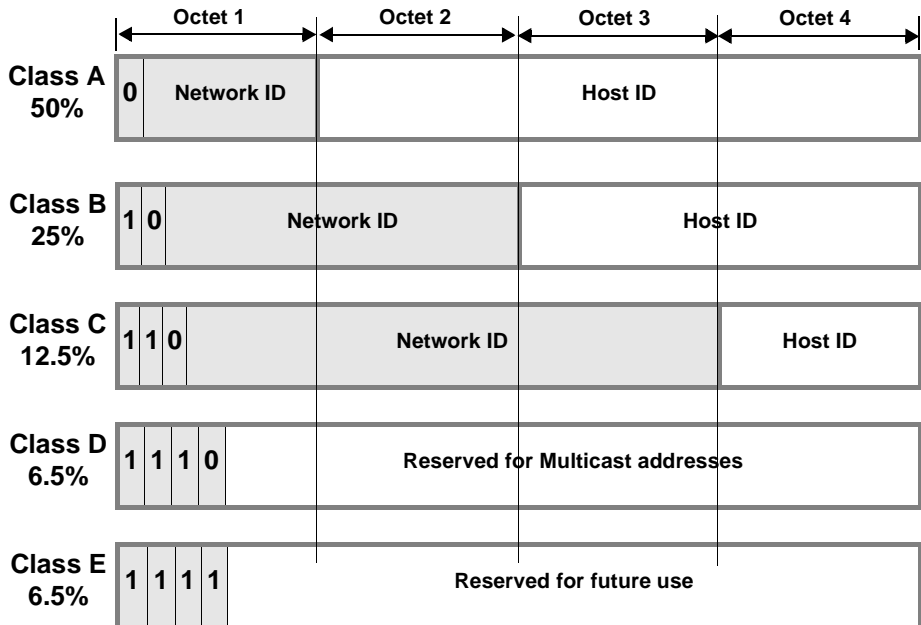 Octet 1 Octet 2 Octet 3 Octet 4
Class A
50%
0 Network ID Host ID
Class B
25%
1 0 Network ID Host ID
Class C
12.5%
1 1 0 Network ID Host ID
Class D
6.5%
1 1 1 0 Reserved for Multicast addresses
Class E
6.5%
1 1 1 1 Reserved for future use